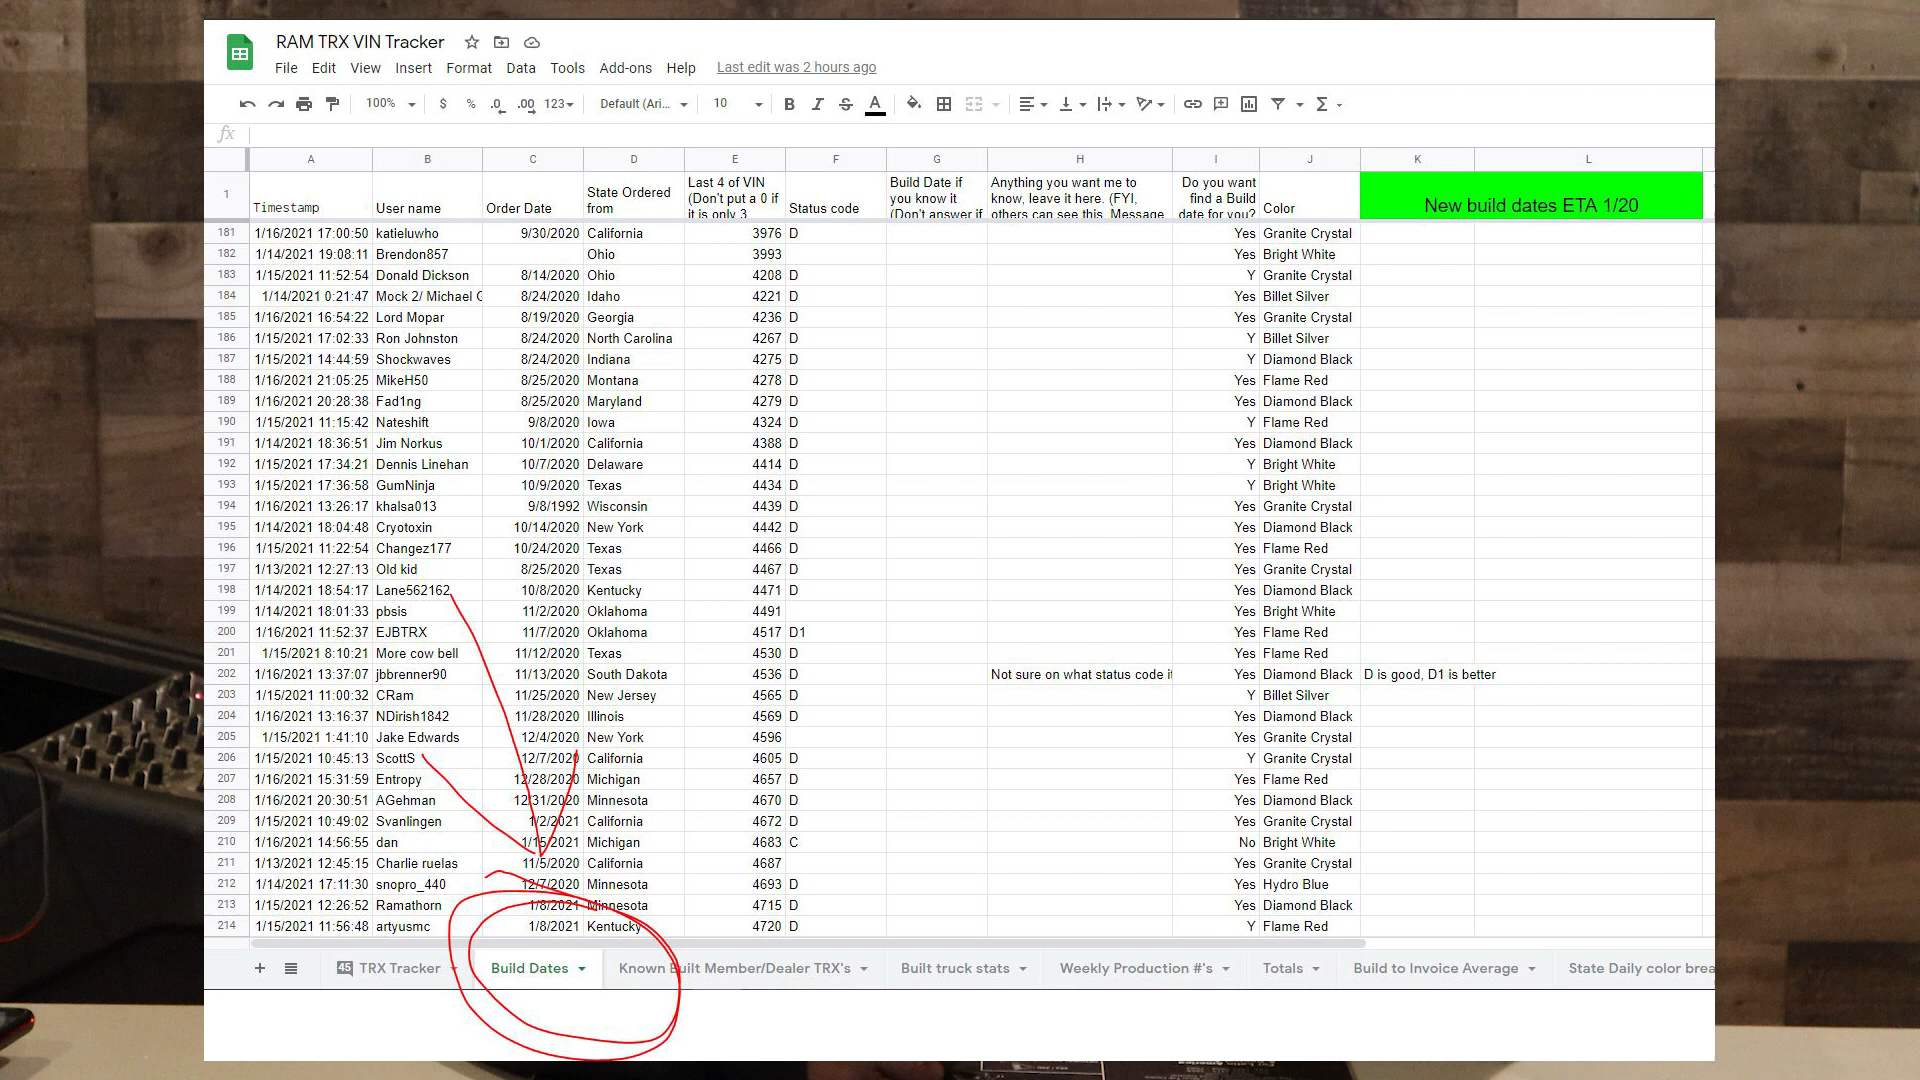 RAM TRX VIN Tracker
File Edit View Insert Format Data Tools Add-ons Help Last edit was 2 hours ago
100% $ % .0 .00 123 Default (Ari... 10 B I S A
fx
A B C D E F G H I J K L
1 Timestamp User name Order Date State Ordered from Last 4 of VIN (Don't put a 0 if it is only 3 Status code Build Date if you know it (Don't answer if Anything you want me to know, leave it here. (FYI, others can see this. Message Do you want find a Build date for you? Color New build dates ETA 1/20
181 1/16/2021 17:00:50 katieluwho 9/30/2020 California 3976 D Yes Granite Crystal
182 1/14/2021 19:08:11 Brendon857 Ohio 3993 Yes Bright White
183 1/15/2021 11:52:54 Donald Dickson 8/14/2020 Ohio 4208 D Y Granite Crystal
184 1/14/2021 0:21:47 Mock 2/ Michael 8/24/2020 Idaho 4221 D Yes Billet Silver
185 1/16/2021 16:54:22 Lord Mopar 8/19/2020 Georgia 4236 D Yes Granite Crystal
186 1/15/2021 17:02:33 Ron Johnston 8/24/2020 North Carolina 4267 D Y Billet Silver
187 1/15/2021 14:44:59 Shockwaves 8/24/2020 Indiana 4275 D Y Diamond Black
188 1/16/2021 21:05:25 MikeH50 8/25/2020 Montana 4278 D Yes Flame Red
189 1/16/2021 20:28:38 Fad1ng 8/25/2020 Maryland 4279 D Yes Diamond Black
190 1/15/2021 11:15:42 Nateshift 9/8/2020 Iowa 4324 D Y Flame Red
191 1/14/2021 18:36:51 Jim Norkus 10/1/2020 California 4388 D Yes Diamond Black
192 1/15/2021 17:34:21 Dennis Linehan 10/7/2020 Delaware 4414 D Y Bright White
193 1/15/2021 17:36:58 GumNinja 10/9/2020 Texas 4434 D Y Bright White
194 1/16/2021 13:26:17 khalsa013 9/8/1992 Wisconsin 4439 D Yes Granite Crystal
195 1/14/2021 18:04:48 Cryotoxin 10/14/2020 New York 4442 D Yes Diamond Black
196 1/15/2021 11:22:54 Changez177 10/24/2020 Texas 4466 D Yes Flame Red
197 1/13/2021 12:27:13 Old kid 8/25/2020 Texas 4467 D Yes Granite Crystal
198 1/14/2021 18:54:17 Lane562162 10/8/2020 Kentucky 4471 D Yes Diamond Black
199 1/14/2021 18:01:33 pbsis 11/2/2020 Oklahoma 4491 Yes Bright White
200 1/16/2021 11:52:37 EJBTRX 11/7/2020 Oklahoma 4517 D1 Yes Flame Red
201 1/15/2021 8:10:21 More cow bell 11/12/2020 Texas 4530 D Yes Flame Red
202 1/16/2021 13:37:07 jbbrenner90 11/13/2020 South Dakota 4536 D Not sure on what status code it Yes Diamond Black D is good, D1 is better
203 1/15/2021 11:00:32 CRam 11/25/2020 New Jersey 4565 D Y Billet Silver
204 1/16/2021 13:16:37 NDirish1842 11/28/2020 Illinois 4569 D Yes Diamond Black
205 1/15/2021 1:41:10 Jake Edwards 12/4/2020 New York 4596 Yes Granite Crystal
206 1/15/2021 10:45:13 ScottS 12/7/2020 California 4605 D Y Granite Crystal
207 1/16/2021 15:31:59 Entropy 12/28/2020 Michigan 4657 D Yes Flame Red
208 1/16/2021 20:30:51 AGehman 12/31/2020 Minnesota 4670 D Yes Diamond Black
209 1/15/2021 10:49:02 Svanlingen 1/2/2021 California 4672 D Yes Granite Crystal
210 1/16/2021 14:56:55 dan 1/15/2021 Michigan 4683 C No Bright White
211 1/13/2021 12:45:15 Charlie ruelas 11/5/2020 California 4687 Yes Granite Crystal
212 1/14/2021 17:11:30 snopro_440 12/7/2020 Minnesota 4693 D Yes Hydro Blue
213 1/15/2021 12:26:52 Ramathorn 1/8/2021 Minnesota 4715 D Yes Diamond Black
214 1/15/2021 11:56:48 artyusmc 1/8/2021 Kentucky 4720 D Y Flame Red
45 TRX Tracker Build Dates Known Built Member/Dealer TRX's Built truck stats Weekly Production #'s Totals Build to Invoice Average State Daily color brea